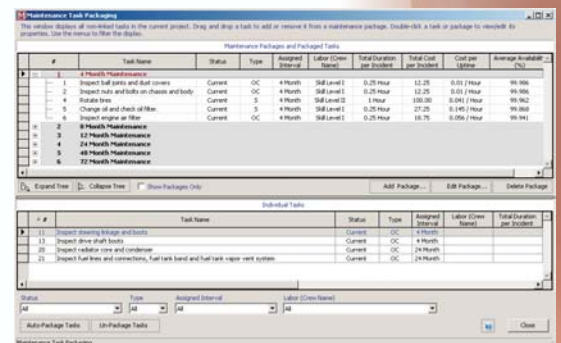 Maintenance Task Packaging
This window displays all non-linked tasks in the current project. Drag and drop a task to add or remove it from a maintenance package. Double-click a task or package to view/edit its
properties. Use the menus to filter the display.
Maintenance Packages and Packaged Tasks
# Task Name Status Type Assigned Interval Labor (Crew Name) Total Duration per Incident Total Cost per Incident Cost per Uptime Average Availability (%)
1 4 Month Maintenance
1 Inspect ball joints and dust covers Current OC 4 Month Skill Level I 0.25 Hour 12.25 0.01 / Hour 99.986
2 Inspect nuts and bolts on chassis and body Current OC 4 Month Skill Level I 0.25 Hour 12.25 0.01 / Hour 99.986
4 Rotate tires Current S 4 Month Skill Level II 1 Hour 100.00 0.041 / Hour 99.962
5 Change oil and check oil filter. Current S 4 Month Skill Level I 0.25 Hour 27.25 0.145 / Hour 99.868
6 Inspect engine air filter Current OC 4 Month Skill Level I 0.25 Hour 18.75 0.056 / Hour 99.941
2 8 Month Maintenance
3 12 Month Maintenance
4 24 Month Maintenance
5 48 Month Maintenance
6 72 Month Maintenance
Expand Tree Collapse Tree Show Packages Only Add Package... Edit Package... Delete Package
Individual Tasks
# Task Name Status Type Assigned Interval Labor (Crew Name) Total Duration per Incident
11 Inspect steering linkage and boots Current OC 4 Month
13 Inspect drive shaft boots Current OC 4 Month
20 Inspect radiator core and condenser Current OC 24 Month
21 Inspect fuel lines and connections, fuel tank band and fuel tank vapor vent system Current OC 24 Month
Status Type Assigned Interval Labor (Crew Name)
All All All All
Auto-Package Tasks Un-Package Tasks Close
Maintenance Task Packaging